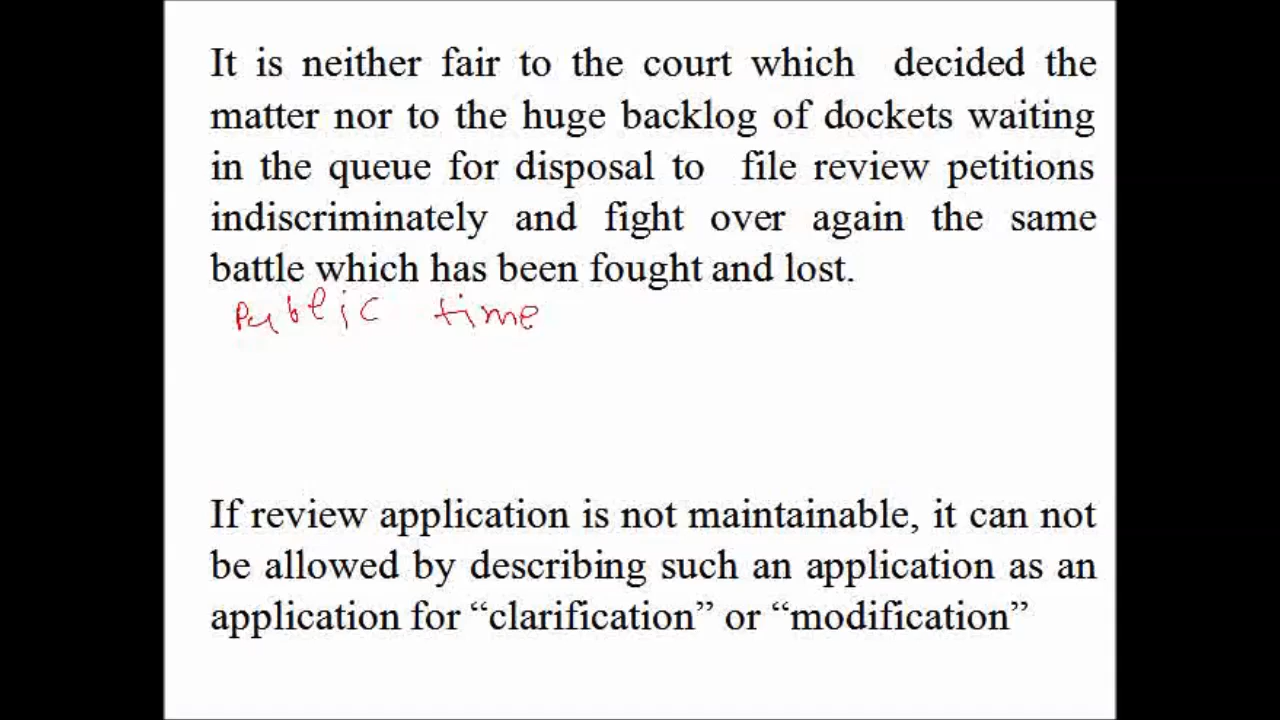 It is neither fair to the court which decided the
matter nor to the huge backlog of dockets waiting
in the queue for disposal to file review petitions
indiscriminately and fight over again the same
battle which has been fought and lost.
Public time
If review application is not maintainable, it can not
be allowed by describing such an application as an
application for “clarification” or “modification”